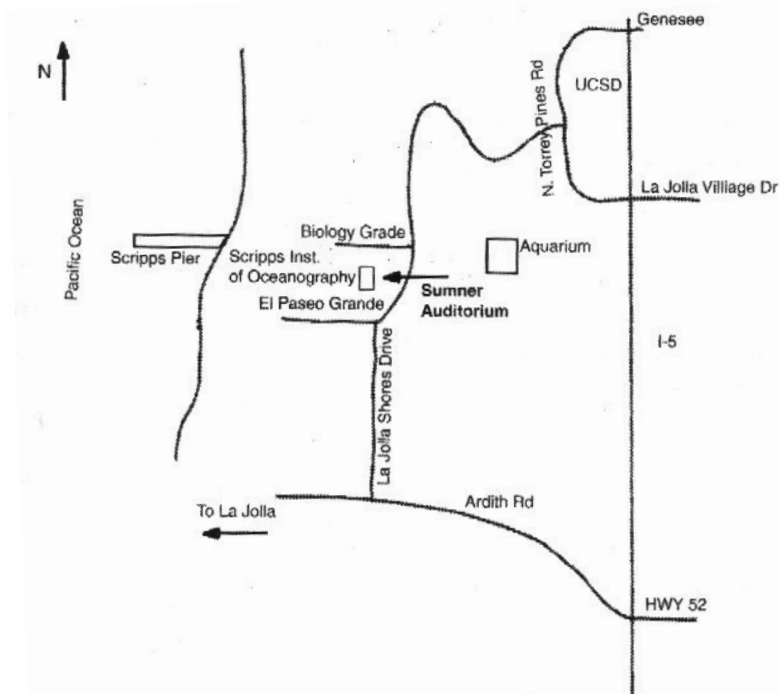 Genesee
N
UCSD
N. Torrey Pines Rd
La Jolla Villiage Dr
Pacific Ocean
Biology Grade
Aquarium
Scripps Pier
Scripps Inst.
of Oceanography
Sumner
Auditorium
El Paseo Grande
I-5
La Jolla Shores Drive
Ardith Rd
To La Jolla
HWY 52